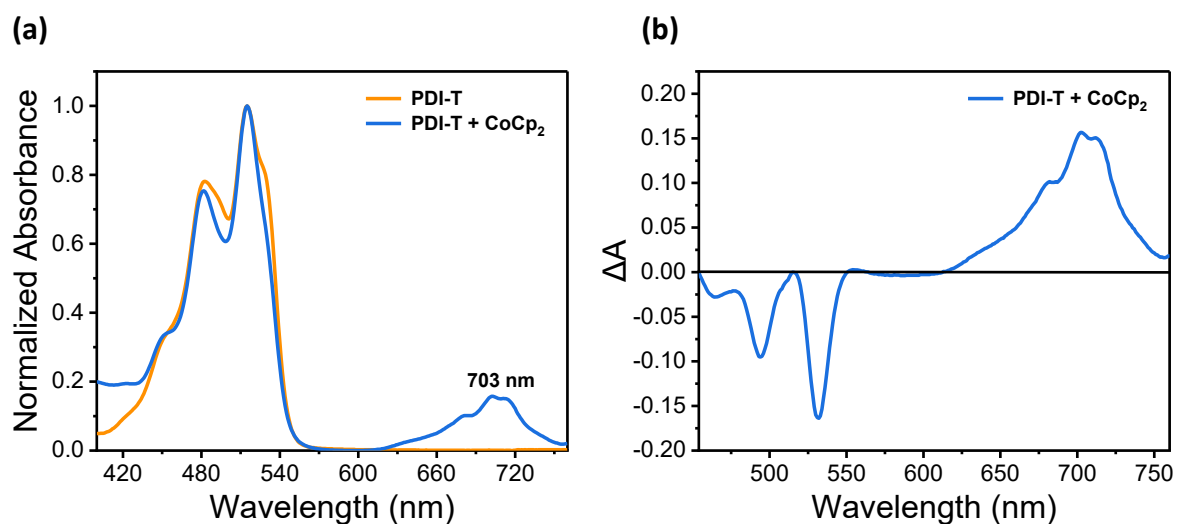 (a)
Normalized Absorbance
1.0
0.8
0.6
0.4
0.2
0.0
PDI-T
PDI-T + CoCp₂
703 nm
420 480 540 600 660 720
Wavelength (nm)
(b)
ΔA
0.20
0.15
0.10
0.05
0.00
-0.05
-0.10
-0.15
-0.20
PDI-T + CoCp₂
500 550 600 650 700 750
Wavelength (nm)